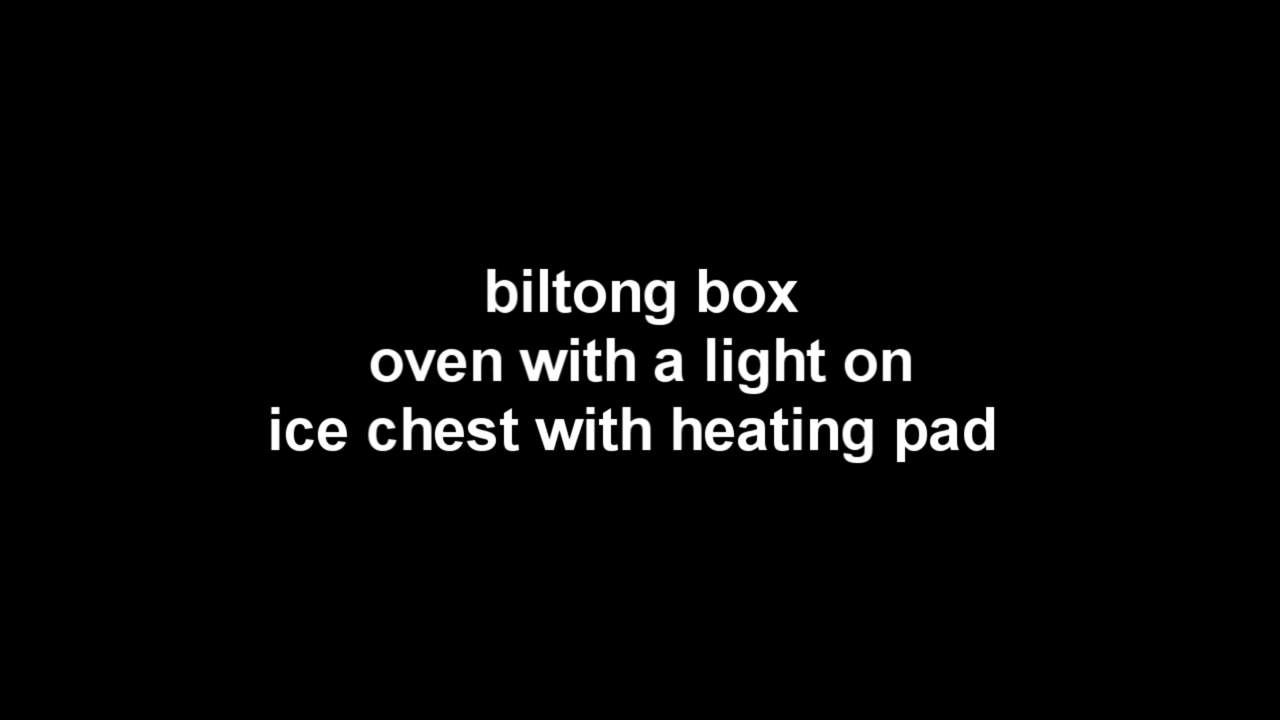 biltong box
oven with a light on
ice chest with heating pad